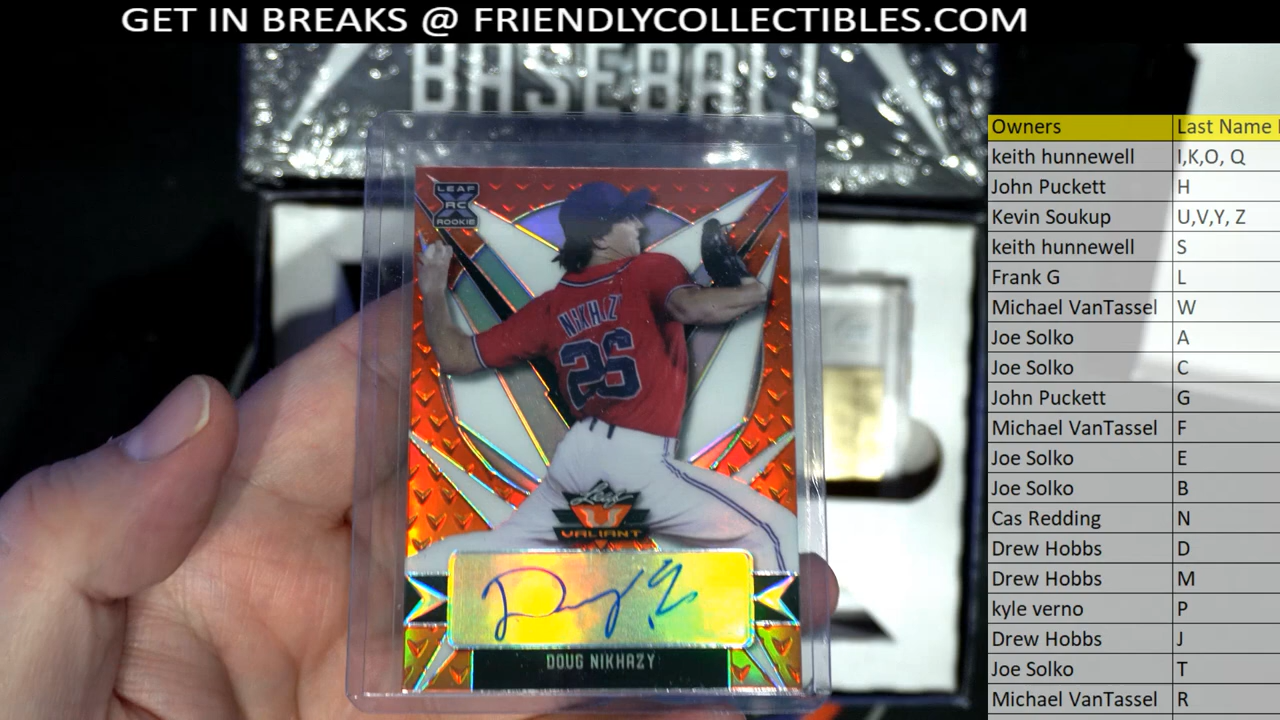 GET IN BREAKS @ FRIENDLYCOLLECTIBLES.COM
BASEBALL
LEAF
RC
ROOKIE
26
Leaf
VALIANT
DOUG NIKHAZY
Owners Last Name
keith hunnewell I,K,O, Q
John Puckett H
Kevin Soukup U,V,Y, Z
keith hunnewell S
Frank G L
Michael VanTassel W
Joe Solko A
Joe Solko C
John Puckett G
Michael VanTassel F
Joe Solko E
Joe Solko B
Cas Redding N
Drew Hobbs D
Drew Hobbs M
kyle verno P
Drew Hobbs J
Joe Solko T
Michael VanTassel R